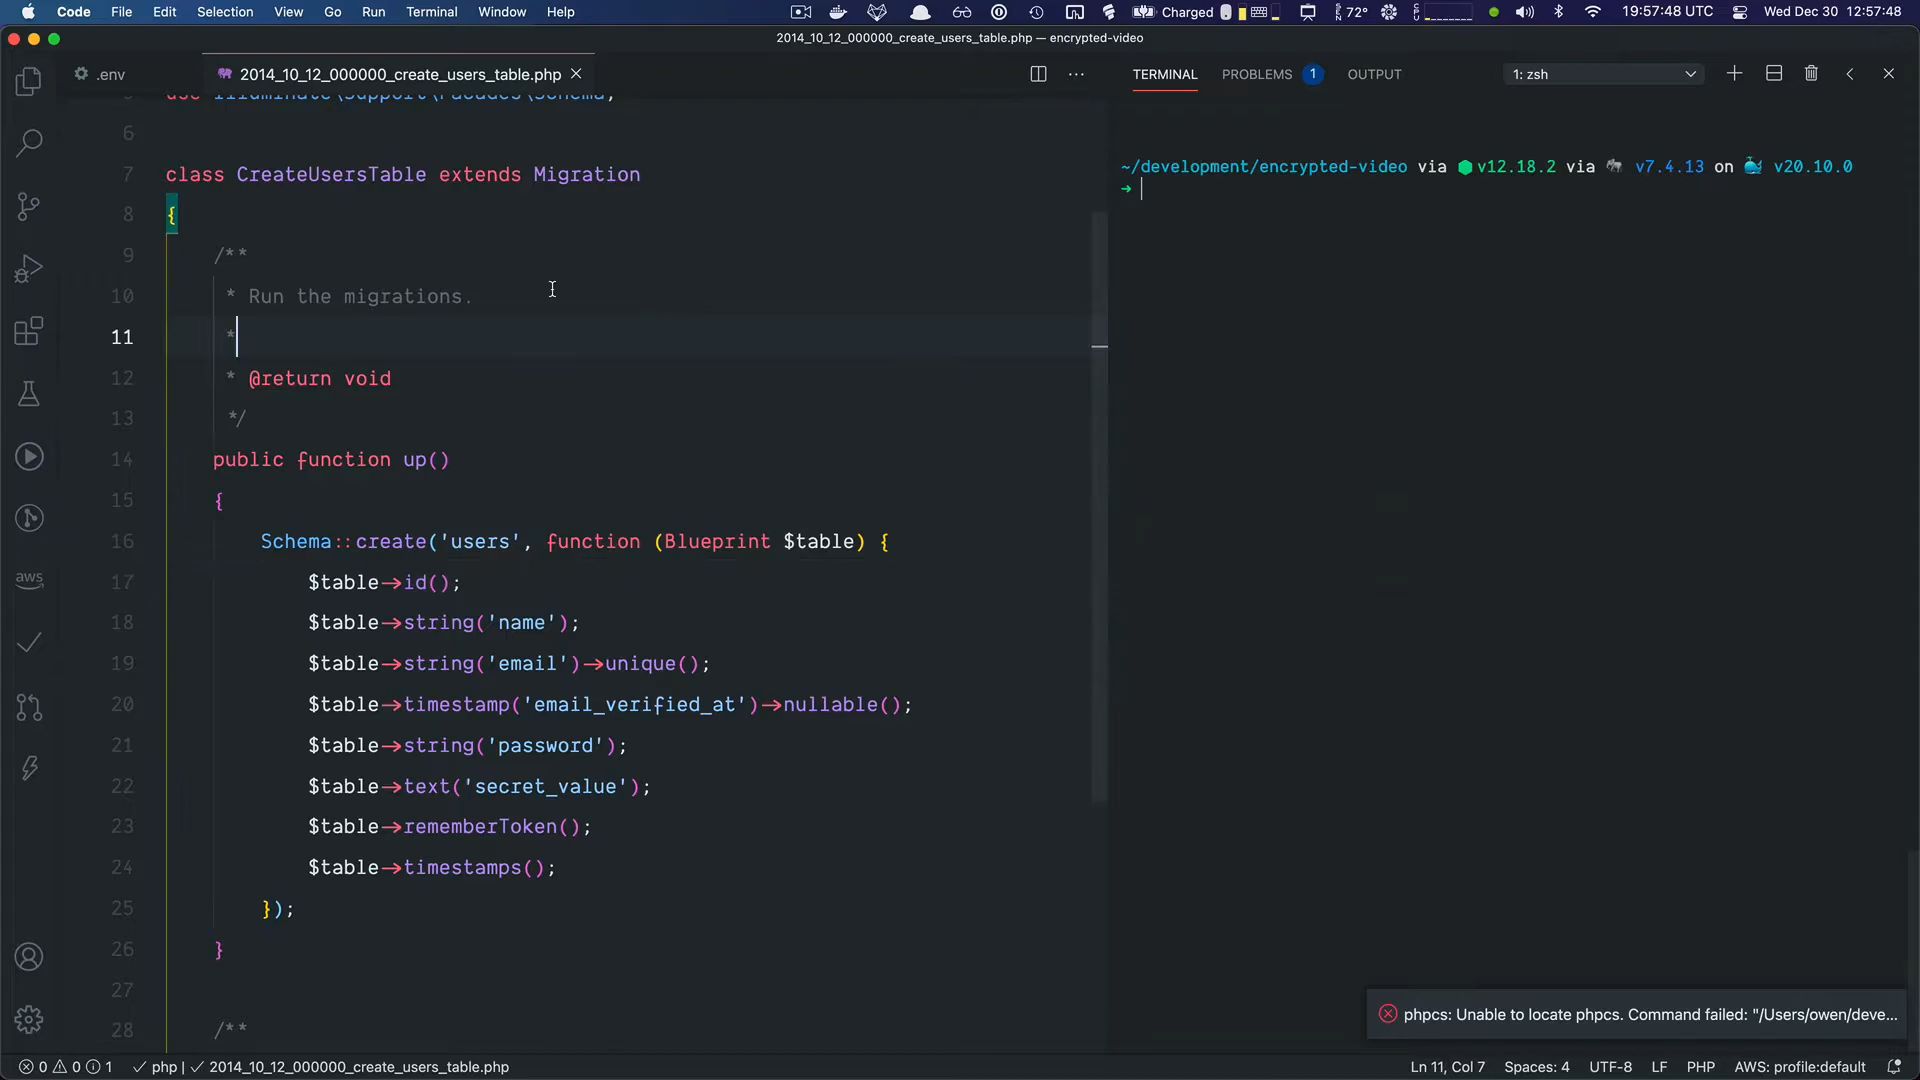 Code File Edit Selection View Go Run Terminal Window Help Charged 72° 19:57:48 UTC Wed Dec 30 12:57:48
2014_10_12_000000_create_users_table.php — encrypted-video
.env 2014_10_12_000000_create_users_table.php
TERMINAL PROBLEMS 1 OUTPUT 1: zsh
use Illuminate\Support\Facades\Schema;
6
7 class CreateUsersTable extends Migration
8 {
9 /**
10 * Run the migrations.
11 *
12 * @return void
13 */
14 public function up()
15 {
16 Schema::create('users', function (Blueprint $table) {
17 $table->id();
18 $table->string('name');
19 $table->string('email')->unique();
20 $table->timestamp('email_verified_at')->nullable();
21 $table->string('password');
22 $table->text('secret_value');
23 $table->rememberToken();
24 $table->timestamps();
25 });
26 }
27
28 /**
~/development/encrypted-video via v12.18.2 via v7.4.13 on v20.10.0
➜
aws
phpcs: Unable to locate phpcs. Command failed: "/Users/owen/deve...
0 0 1 php | 2014_10_12_000000_create_users_table.php Ln 11, Col 7 Spaces: 4 UTF-8 LF PHP AWS: profile:default